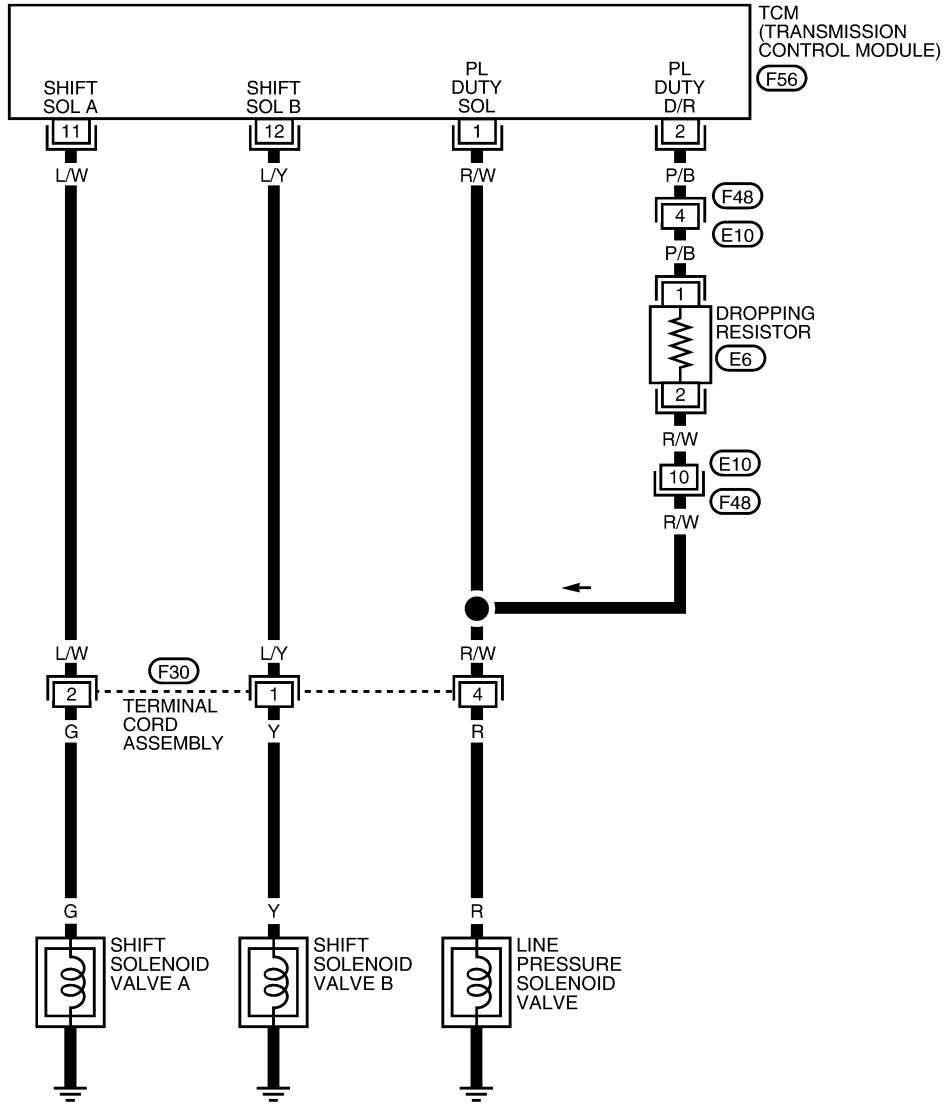 TCM
(TRANSMISSION
CONTROL MODULE)
F56
SHIFT
SOL A
SHIFT
SOL B
PL
DUTY
SOL
PL
DUTY
D/R
11
12
1
2
L/W
L/Y
R/W
P/B
F48
4
E10
P/B
1
DROPPING
RESISTOR
E6
2
R/W
E10
10
F48
R/W
L/W
L/Y
R/W
F30
2
1
4
TERMINAL
CORD
ASSEMBLY
G
Y
R
G
Y
R
SHIFT
SOLENOID
VALVE A
SHIFT
SOLENOID
VALVE B
LINE
PRESSURE
SOLENOID
VALVE